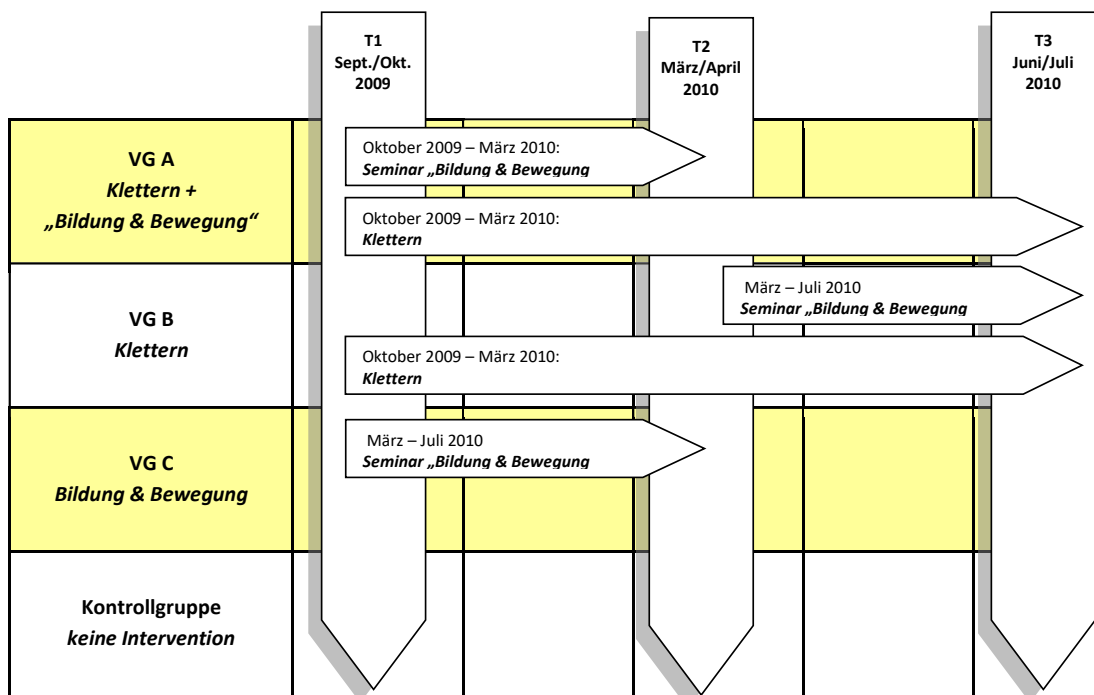 T1
Sept./Okt.
2009
T2
März/April
2010
T3
Juni/Juli
2010
VG A
Klettern +
„Bildung & Bewegung“
Oktober 2009 – März 2010:
Seminar „Bildung & Bewegung
Oktober 2009 – März 2010:
Klettern
VG B
Klettern
März – Juli 2010
Seminar „Bildung & Bewegung
Oktober 2009 – März 2010:
Klettern
VG C
Bildung & Bewegung
März – Juli 2010
Seminar „Bildung & Bewegung
Kontrollgruppe
keine Intervention